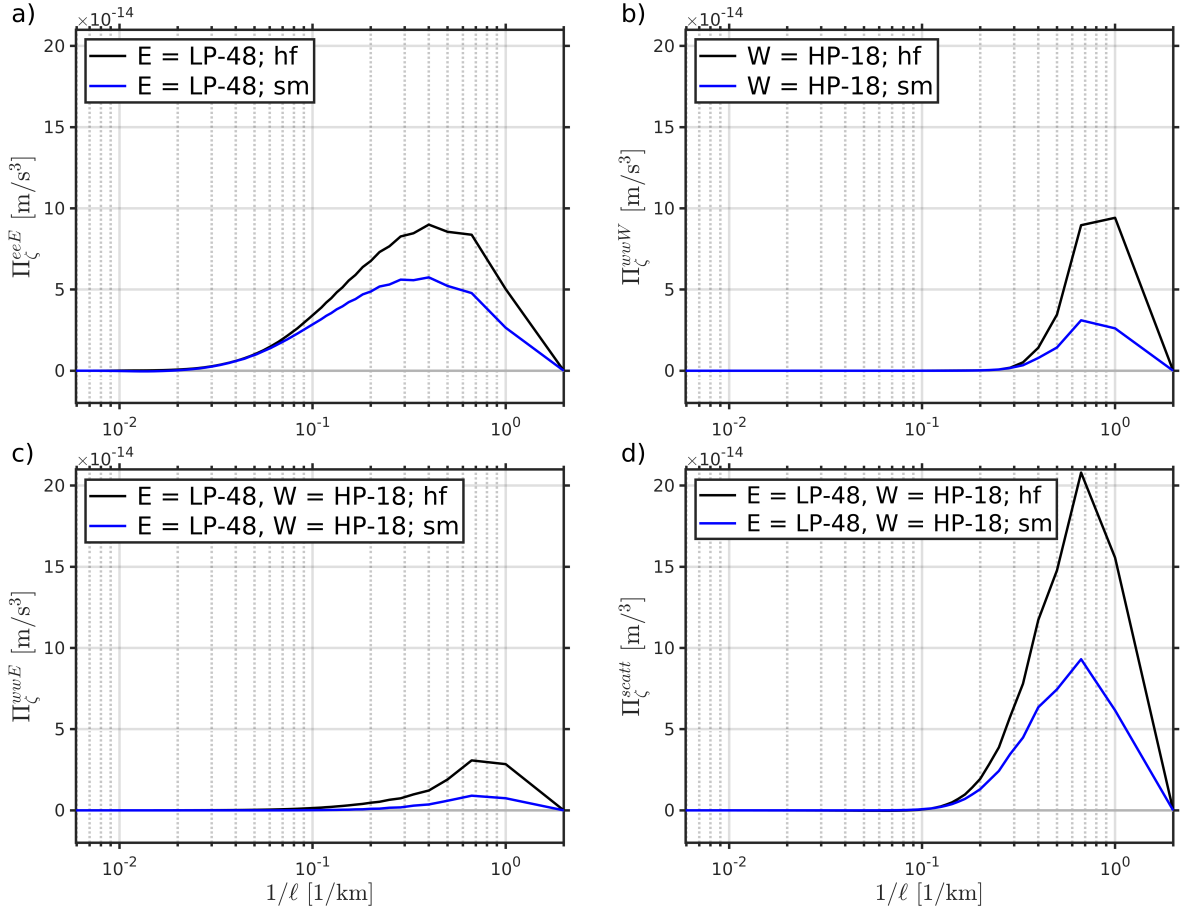 a)
×10⁻¹⁴
E = LP-48; hf
E = LP-48; sm
20
15
10
5
0
Π_ζ^{eeE} [m/s³]
10⁻²
10⁻¹
10⁰
b)
×10⁻¹⁴
W = HP-18; hf
W = HP-18; sm
20
15
10
5
0
Π_ζ^{wwW} [m/s³]
10⁻²
10⁻¹
10⁰
c)
×10⁻¹⁴
E = LP-48, W = HP-18; hf
E = LP-48, W = HP-18; sm
20
15
10
5
0
Π_ζ^{wwE} [m/s³]
10⁻²
10⁻¹
10⁰
1/ℓ [1/km]
d)
×10⁻¹⁴
E = LP-48, W = HP-18; hf
E = LP-48, W = HP-18; sm
20
15
10
5
0
Π_ζ^{scatt} [m/³]
10⁻²
10⁻¹
10⁰
1/ℓ [1/km]